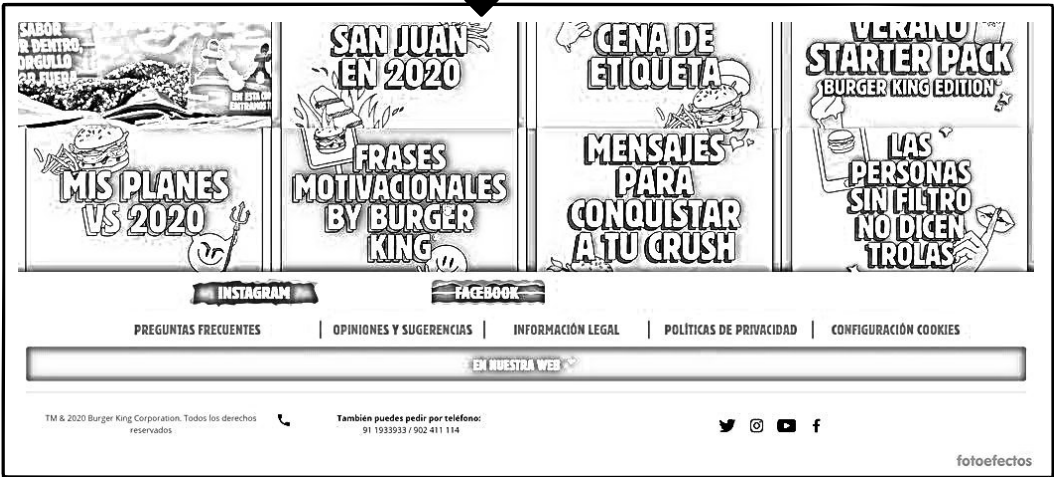 SABOR
R DENTRO,
ORGULLO
OR FUERA
SAN JUAN
EN 2020
CENA DE
ETIQUETA
VERANO
STARTER PACK
BURGER KING EDITION
MIS PLANES
VS 2020
FRASES
MOTIVACIONALES
BY BURGER
KING
MENSAJES
PARA
CONQUISTAR
A TU CRUSH
LAS
PERSONAS
SIN FILTRO
NO DICEN
TROLAS
INSTAGRAM
FACEBOOK
PREGUNTAS FRECUENTES | OPINIONES Y SUGERENCIAS | INFORMACIÓN LEGAL | POLÍTICAS DE PRIVACIDAD | CONFIGURACIÓN COOKIES
EN NUESTRA WEB
TM & 2020 Burger King Corporation. Todos los derechos
reservados
También puedes pedir por teléfono:
91 1933933 / 902 411 114
fotoefectos